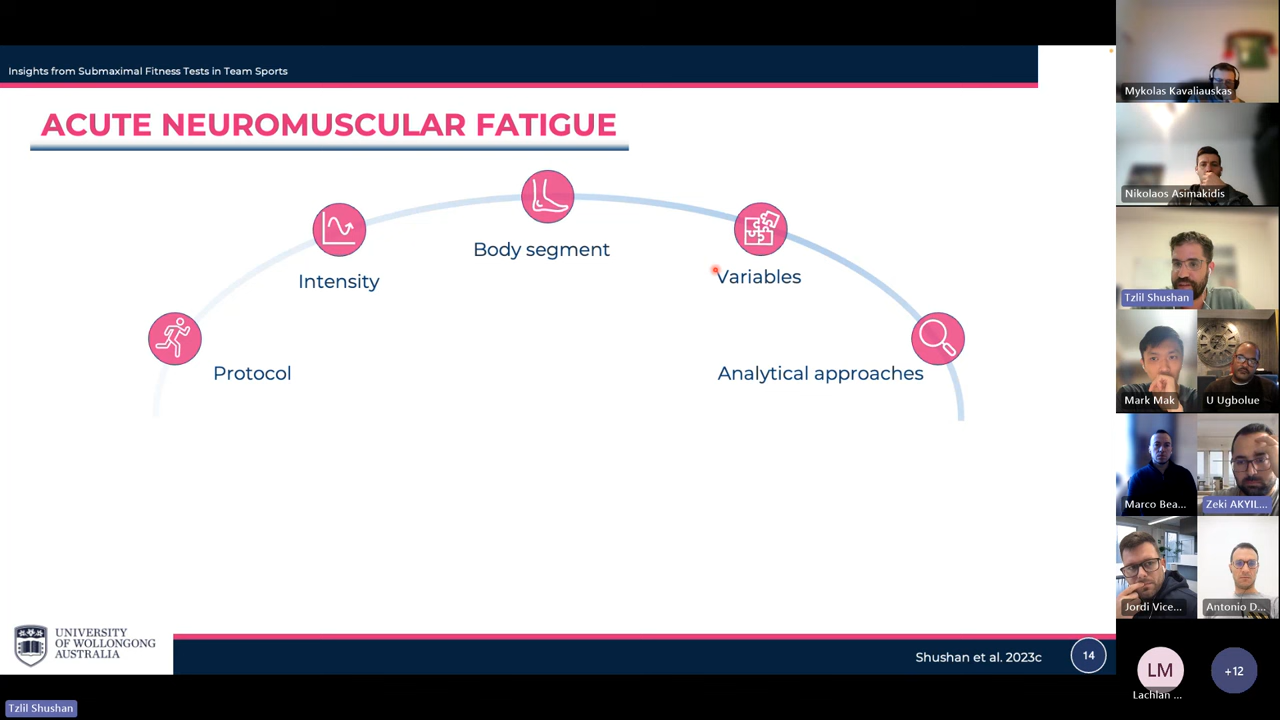 Insights from Submaximal Fitness Tests in Team Sports
ACUTE NEUROMUSCULAR FATIGUE
Body segment
Intensity
Variables
Protocol
Analytical approaches
UNIVERSITY
OF WOLLONGONG
AUSTRALIA
Shushan et al. 2023c
14
Tzlil Shushan
Mykolas Kavaliauskas
Nikolaos Asimakidis
Tzlil Shushan
Mark Mak
U Ugbolue
Marco Bea...
Zeki AKYIL...
Jordi Vice...
Antonio D...
LM
Lachlan ...
+12